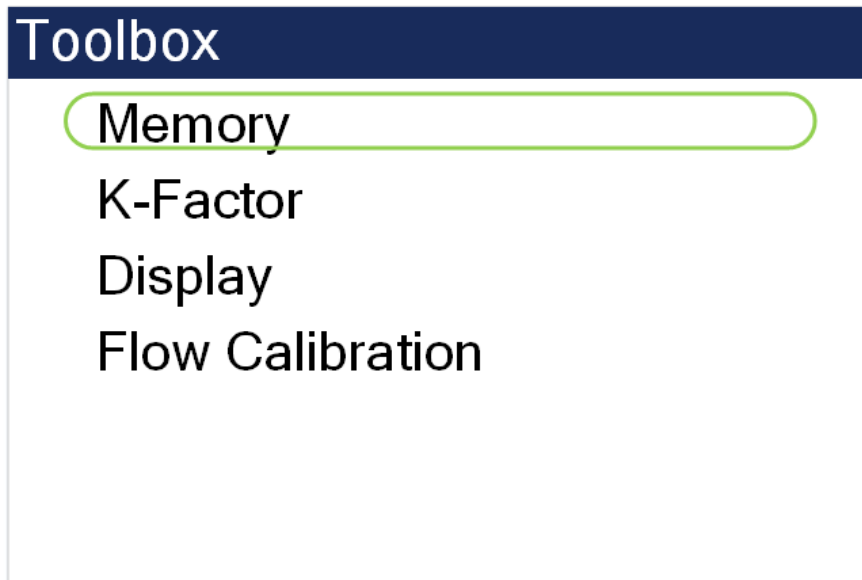 Toolbox
Memory
K-Factor
Display
Flow Calibration